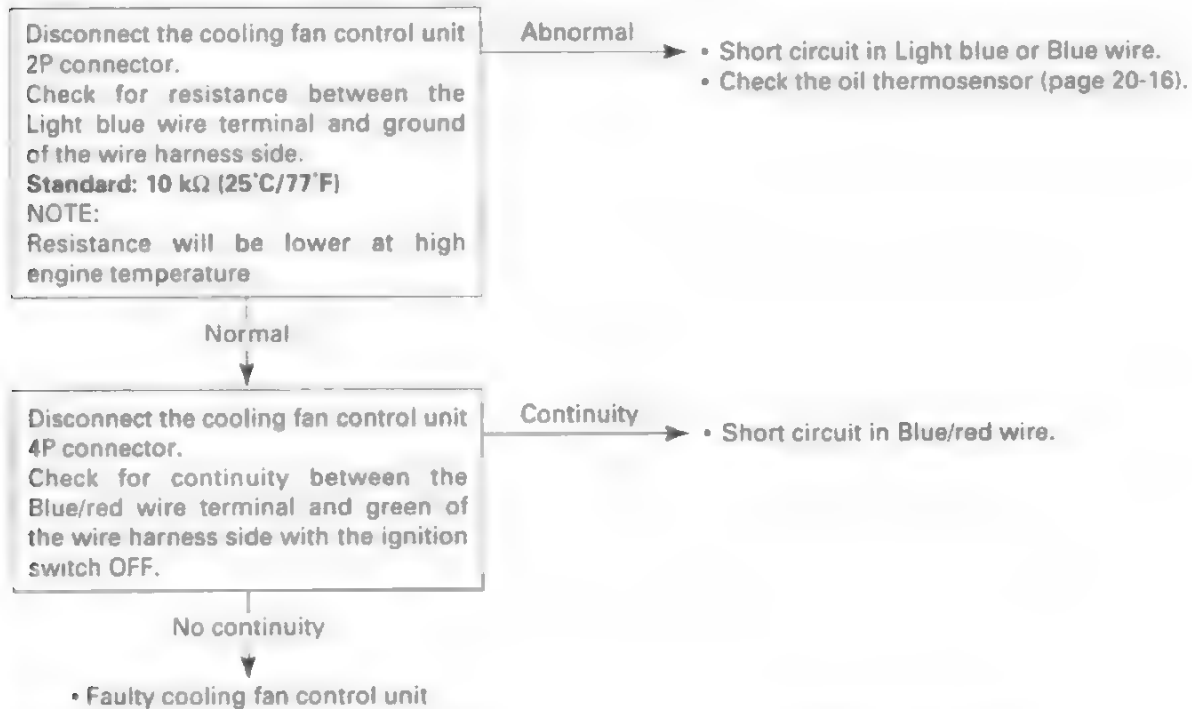 Disconnect the cooling fan control unit
2P connector.
Check for resistance between the
Light blue wire terminal and ground
of the wire harness side.
Standard: 10 kΩ (25°C/77°F)
NOTE:
Resistance will be lower at high
engine temperature
Abnormal
• Short circuit in Light blue or Blue wire.
• Check the oil thermosensor (page 20-16).
Normal
Disconnect the cooling fan control unit
4P connector.
Check for continuity between the
Blue/red wire terminal and green of
the wire harness side with the ignition
switch OFF.
Continuity
• Short circuit in Blue/red wire.
No continuity
• Faulty cooling fan control unit